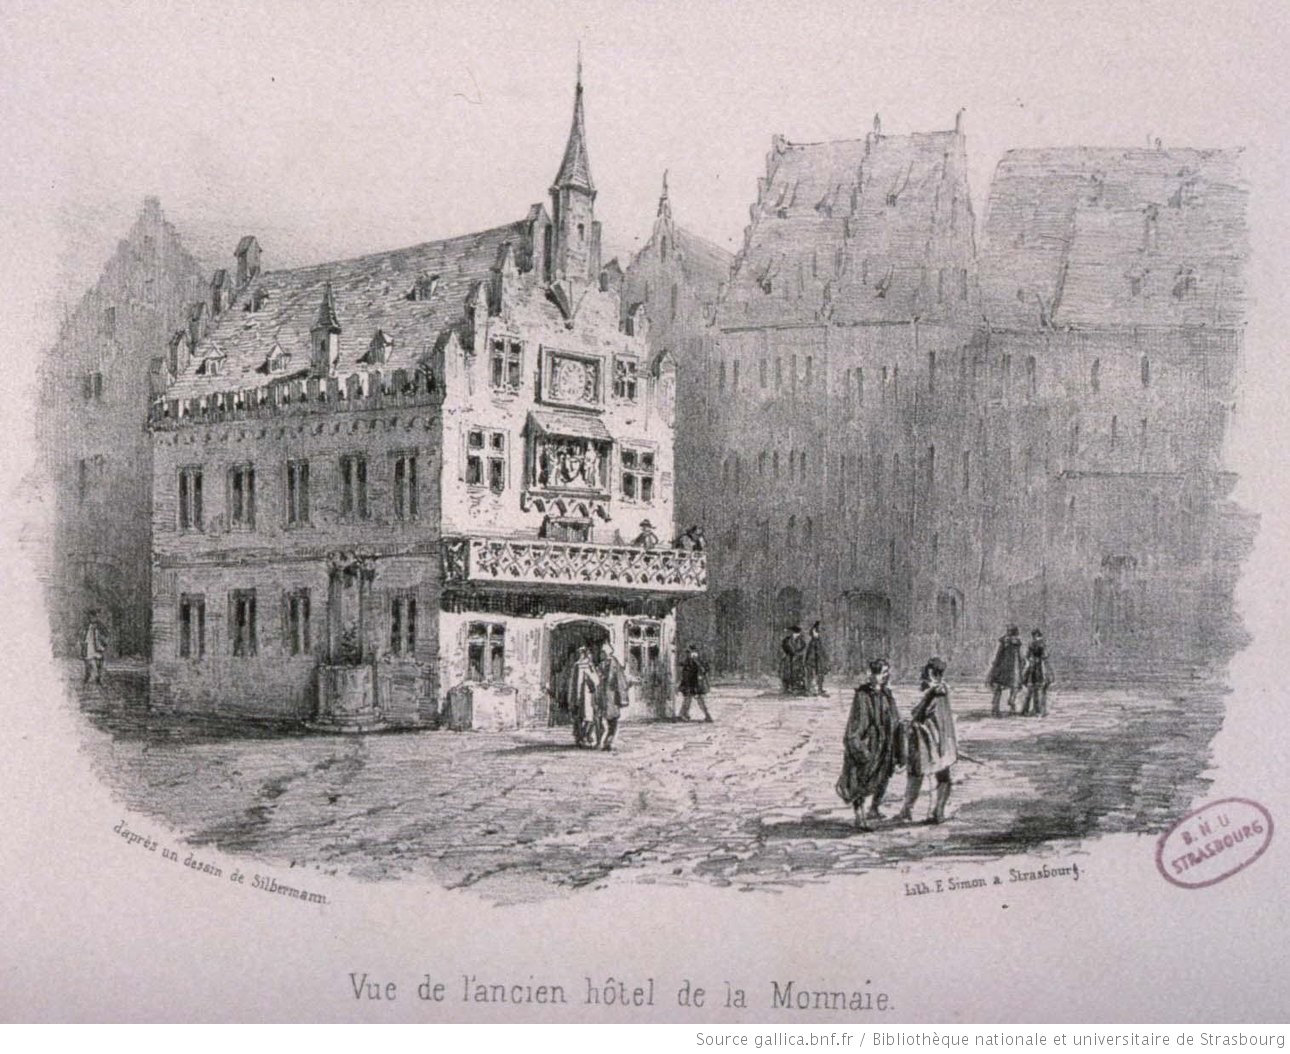 d'après un dessin de Silbermann.
Lith. E. Simon a Strasbourg.
B. N. U
STRASBOURG
Vue de l'ancien hôtel de la Monnaie.
Source gallica.bnf.fr / Bibliothèque nationale et universitaire de Strasbourg